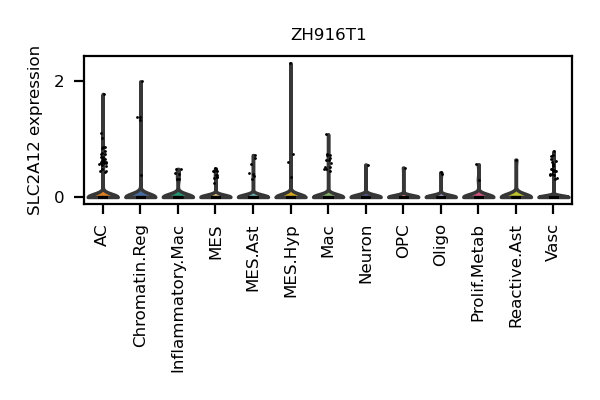 ZH916T1
SLC2A12 expression
2
0
AC
Chromatin.Reg
Inflammatory.Mac
MES
MES.Ast
MES.Hyp
Mac
Neuron
OPC
Oligo
Prolif.Metab
Reactive.Ast
Vasc